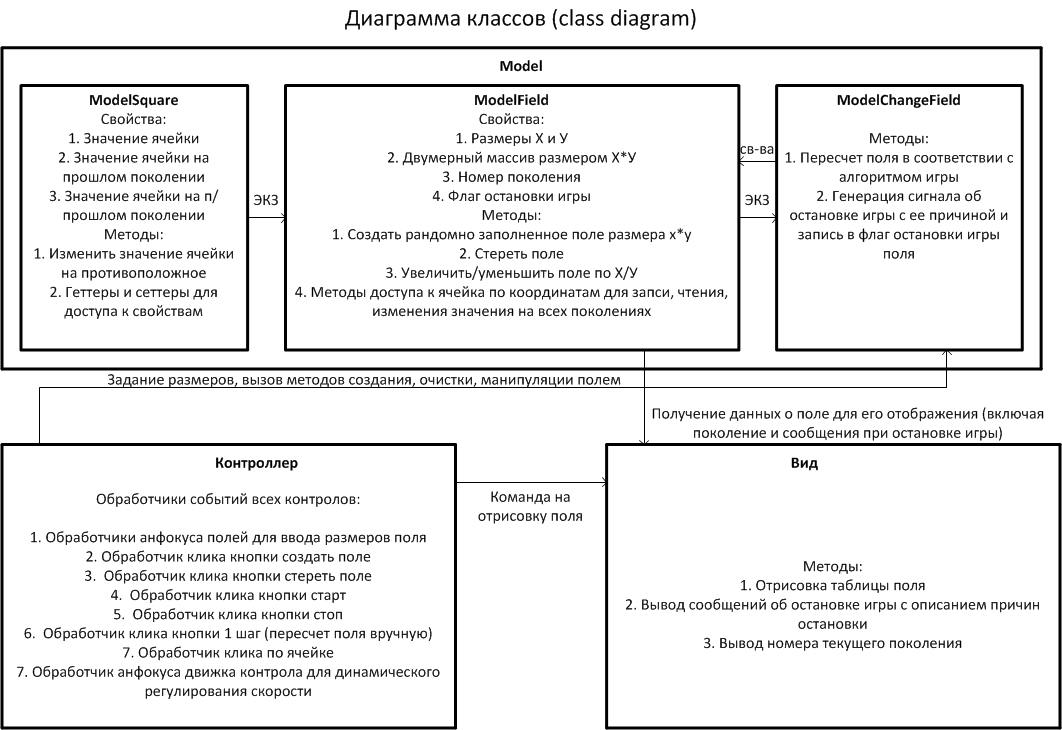 Диаграмма классов (class diagram)
Model
ModelSquare
Свойства:
1. Значение ячейки
2. Значение ячейки на
прошлом поколении
3. Значение ячейки на п/
прошлом поколении
Методы:
1. Изменить значение ячейки
на противоположное
2. Геттеры и сеттеры для
доступа к свойствам
ЭКЗ
ModelField
Свойства:
1. Размеры Х и У
2. Двумерный массив размером Х*У
3. Номер поколения
4. Флаг остановки игры
Методы:
1. Создать рандомно заполненное поле размера х*у
2. Стереть поле
3. Увеличить/уменьшить поле по Х/У
4. Методы доступа к ячейка по координатам для запси, чтения,
изменения значения на всех поколениях
св-ва
ЭКЗ
ModelChangeField
Методы:
1. Пересчет поля в соответствии с
алгоритмом игры
2. Генерация сигнала об
остановке игры с ее причиной и
запись в флаг остановки игры
поля
Задание размеров, вызов методов создания, очистки, манипуляции полем
Получение данных о поле для его отображения (включая
поколение и сообщения при остановке игры)
Контроллер
Обработчики событий всех контролов:
1. Обработчики анфокуса полей для ввода размеров поля
2. Обработчик клика кнопки создать поле
3. Обработчик клика кнопки стереть поле
4. Обработчик клика кнопки старт
5. Обработчик клика кнопки стоп
6. Обработчик клика кнопки 1 шаг (пересчет поля вручную)
7. Обработчик клика по ячейке
7. Обработчик анфокуса движка контрола для динамического
регулирования скорости
Команда на
отрисовку поля
Вид
Методы:
1. Отрисовка таблицы поля
2. Вывод сообщений об остановке игры с описанием причин
остановки
3. Вывод номера текущего поколения